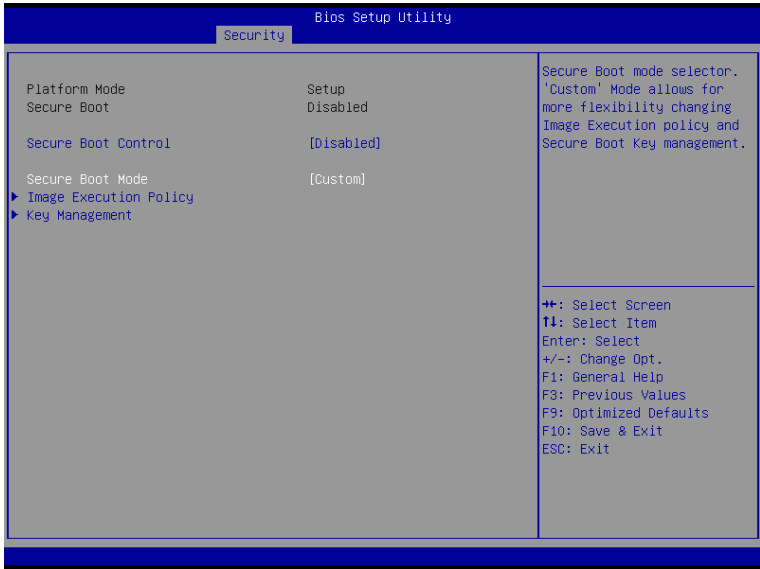 Bios Setup Utility
Security
Platform Mode Setup
Secure Boot Disabled
Secure Boot Control [Disabled]
Secure Boot Mode [Custom]
Image Execution Policy
Key Management
Secure Boot mode selector.
'Custom' Mode allows for
more flexibility changing
Image Execution policy and
Secure Boot Key management.
→←: Select Screen
↑↓: Select Item
Enter: Select
+/-: Change Opt.
F1: General Help
F3: Previous Values
F9: Optimized Defaults
F10: Save & Exit
ESC: Exit